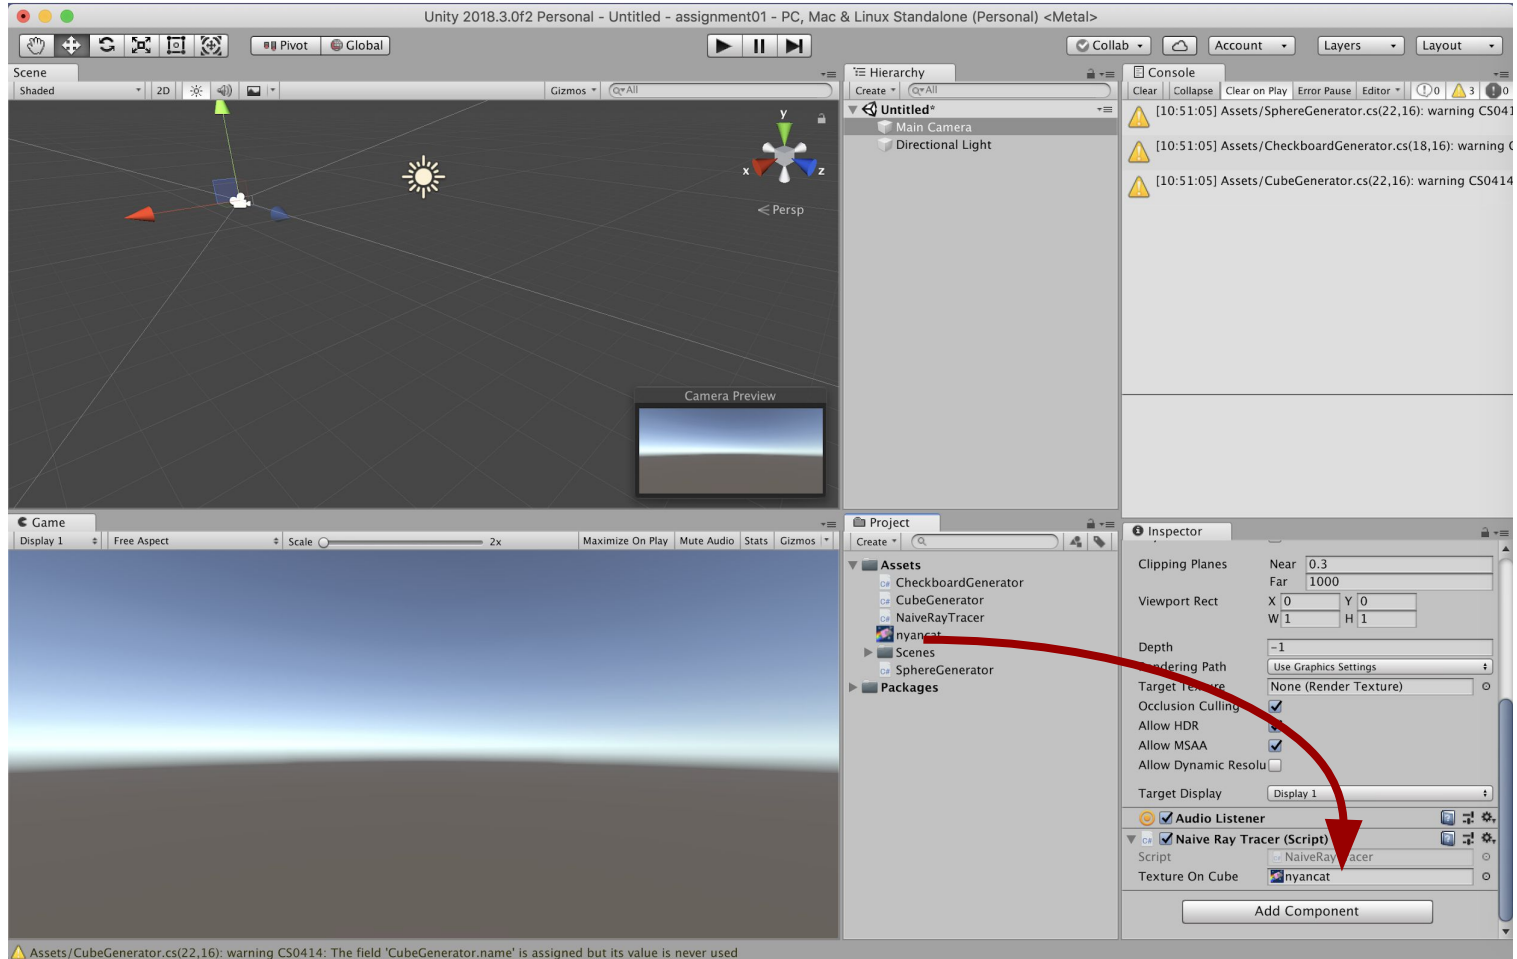 Unity 2018.3.0f2 Personal - Untitled - assignment01 - PC, Mac & Linux Standalone (Personal) <Metal>
Pivot Global Collab Account Layers Layout
Scene
Shaded 2D Gizmos All
y
x z
Persp
Camera Preview
Hierarchy
Create All
Untitled*
Main Camera
Directional Light
Console
Clear Collapse Clear on Play Error Pause Editor 0 3 0
[10:51:05] Assets/SphereGenerator.cs(22,16): warning CS041
[10:51:05] Assets/CheckboardGenerator.cs(18,16): warning C
[10:51:05] Assets/CubeGenerator.cs(22,16): warning CS0414
Game
Display 1 Free Aspect Scale 2x Maximize On Play Mute Audio Stats Gizmos
Project
Create
Assets
C# CheckboardGenerator
C# CubeGenerator
C# NaiveRayTracer
nyancat
Scenes
C# SphereGenerator
Packages
Inspector
Clipping Planes Near 0.3
Far 1000
Viewport Rect X 0 Y 0
W 1 H 1
Depth -1
Rendering Path Use Graphics Settings
Target Texture None (Render Texture)
Occlusion Culling
Allow HDR
Allow MSAA
Allow Dynamic Resolu
Target Display Display 1
Audio Listener
C# Naive Ray Tracer (Script)
Script NaiveRayTracer
Texture On Cube nyancat
Add Component
Assets/CubeGenerator.cs(22,16): warning CS0414: The field 'CubeGenerator.name' is assigned but its value is never used